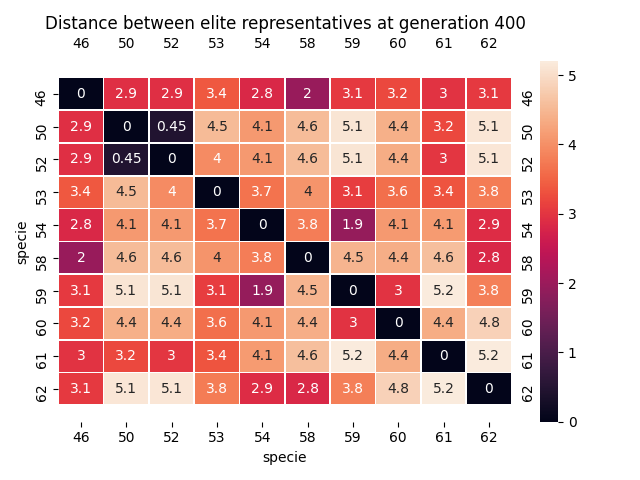 Distance between elite representatives at generation 400
46 50 52 53 54 58 59 60 61 62
46 0 2.9 2.9 3.4 2.8 2 3.1 3.2 3 3.1 46
50 2.9 0 0.45 4.5 4.1 4.6 5.1 4.4 3.2 5.1 50
52 2.9 0.45 0 4 4.1 4.6 5.1 4.4 3 5.1 52
53 3.4 4.5 4 0 3.7 4 3.1 3.6 3.4 3.8 53
54 2.8 4.1 4.1 3.7 0 3.8 1.9 4.1 4.1 2.9 54
58 2 4.6 4.6 4 3.8 0 4.5 4.4 4.6 2.8 58
59 3.1 5.1 5.1 3.1 1.9 4.5 0 3 5.2 3.8 59
60 3.2 4.4 4.4 3.6 4.1 4.4 3 0 4.4 4.8 60
61 3 3.2 3 3.4 4.1 4.6 5.2 4.4 0 5.2 61
62 3.1 5.1 5.1 3.8 2.9 2.8 3.8 4.8 5.2 0 62
46 50 52 53 54 58 59 60 61 62
specie
specie
5
4
3
2
1
0